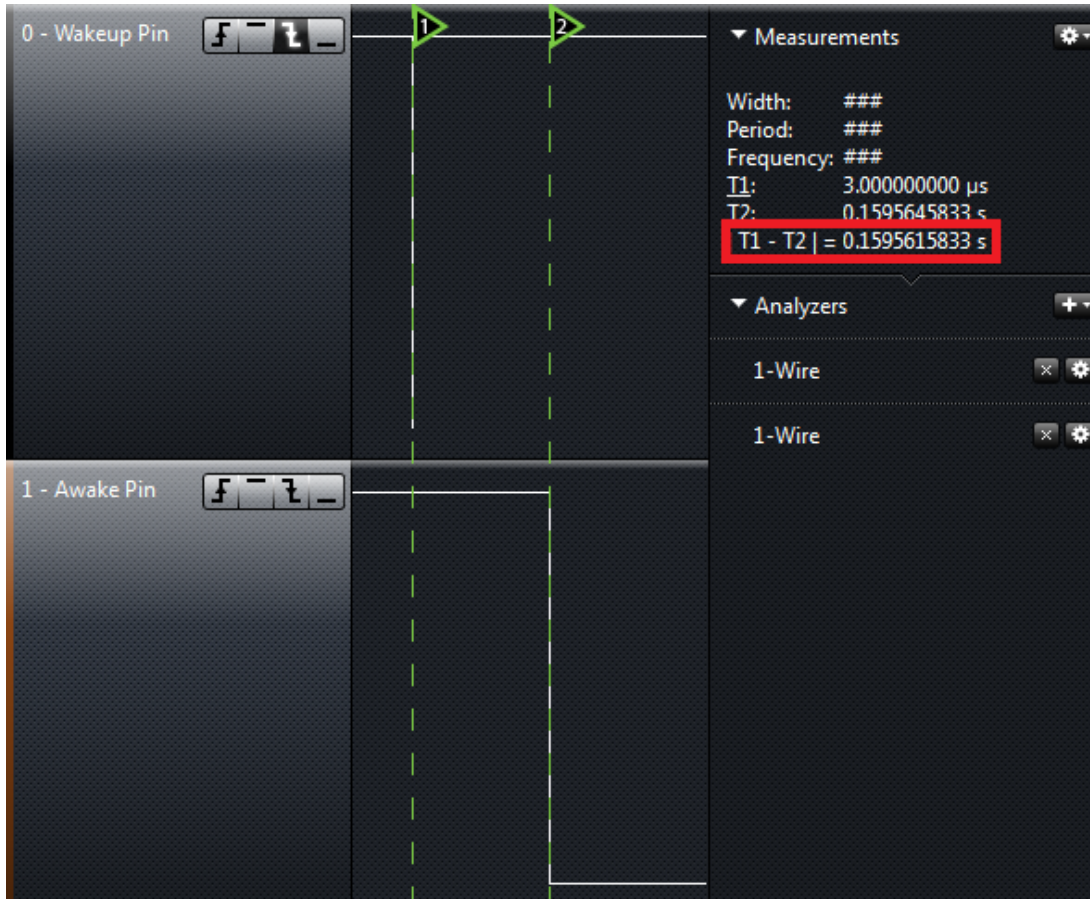 0 - Wakeup Pin
1
2
Measurements
Width: ###
Period: ###
Frequency: ###
T1: 3.000000000 µs
T2: 0.1595645833 s
T1 - T2 | = 0.1595615833 s
Analyzers
1-Wire
1-Wire
1 - Awake Pin